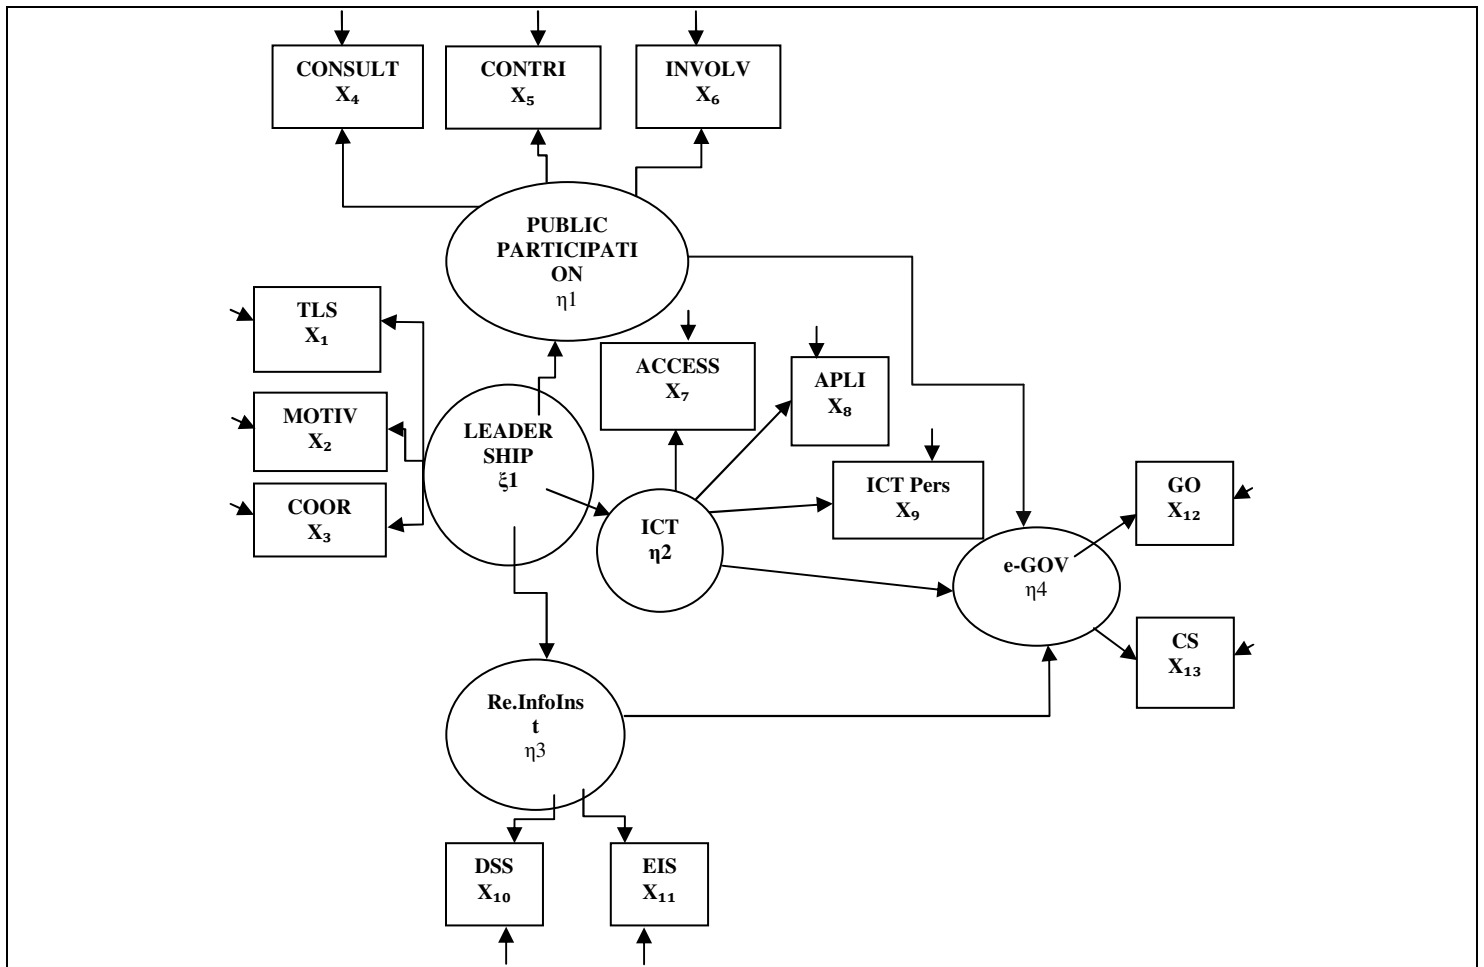 CONSULT
X₄
CONTRI
X₅
INVOLV
X₆
PUBLIC
PARTICIPATI
ON
η1
TLS
X₁
MOTIV
X₂
COOR
X₃
LEADER
SHIP
ξ1
ACCESS
X₇
APLI
X₈
ICT Pers
X₉
ICT
η2
GO
X₁₂
e-GOV
η4
CS
X₁₃
Re.InfoIns
t
η3
DSS
X₁₀
EIS
X₁₁